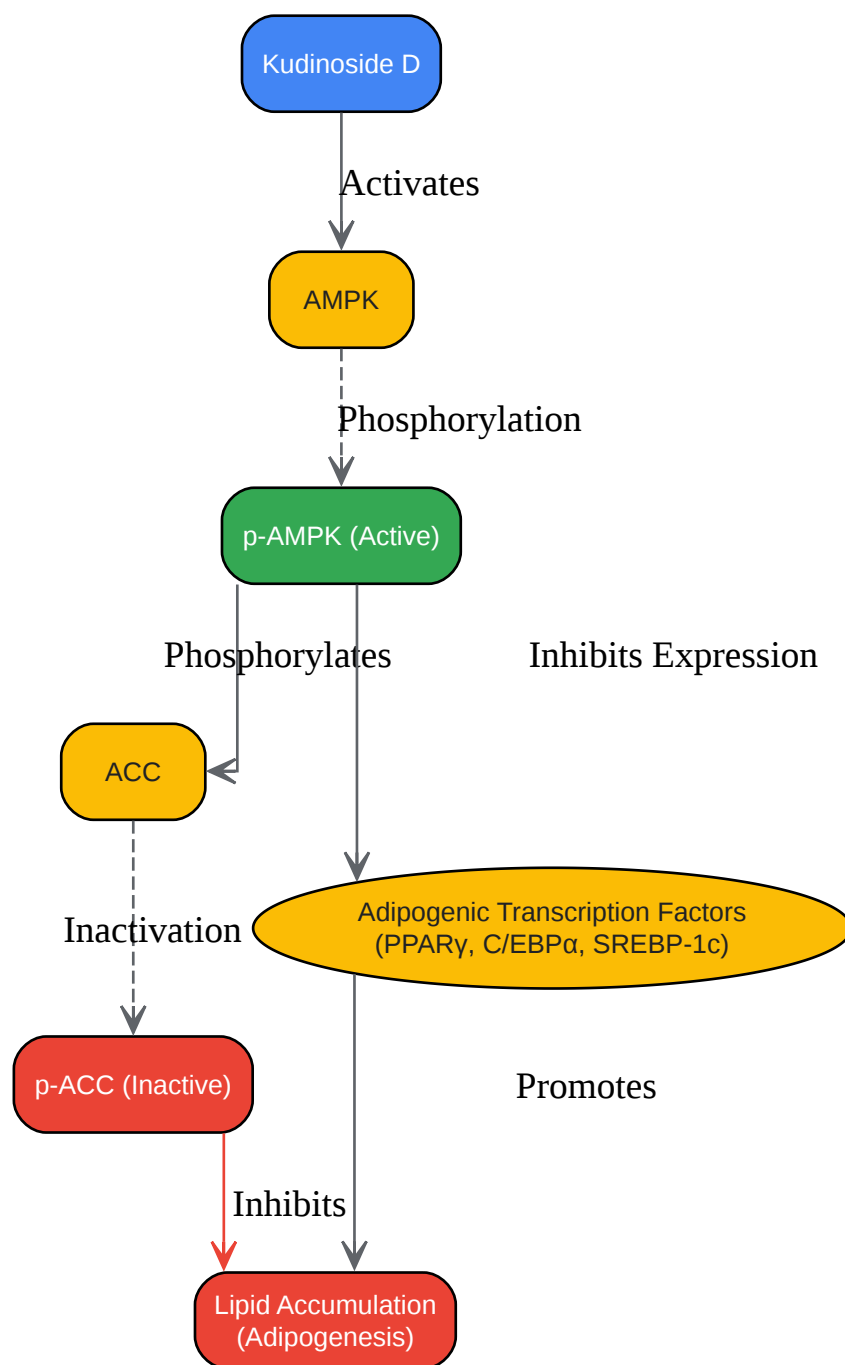 Kudinoside D
Activates
AMPK
Phosphorylation
p-AMPK (Active)
Phosphorylates
Inhibits Expression
ACC
Adipogenic Transcription Factors
(PPARγ, C/EBPα, SREBP-1c)
Inactivation
p-ACC (Inactive)
Promotes
Inhibits
Lipid Accumulation
(Adipogenesis)